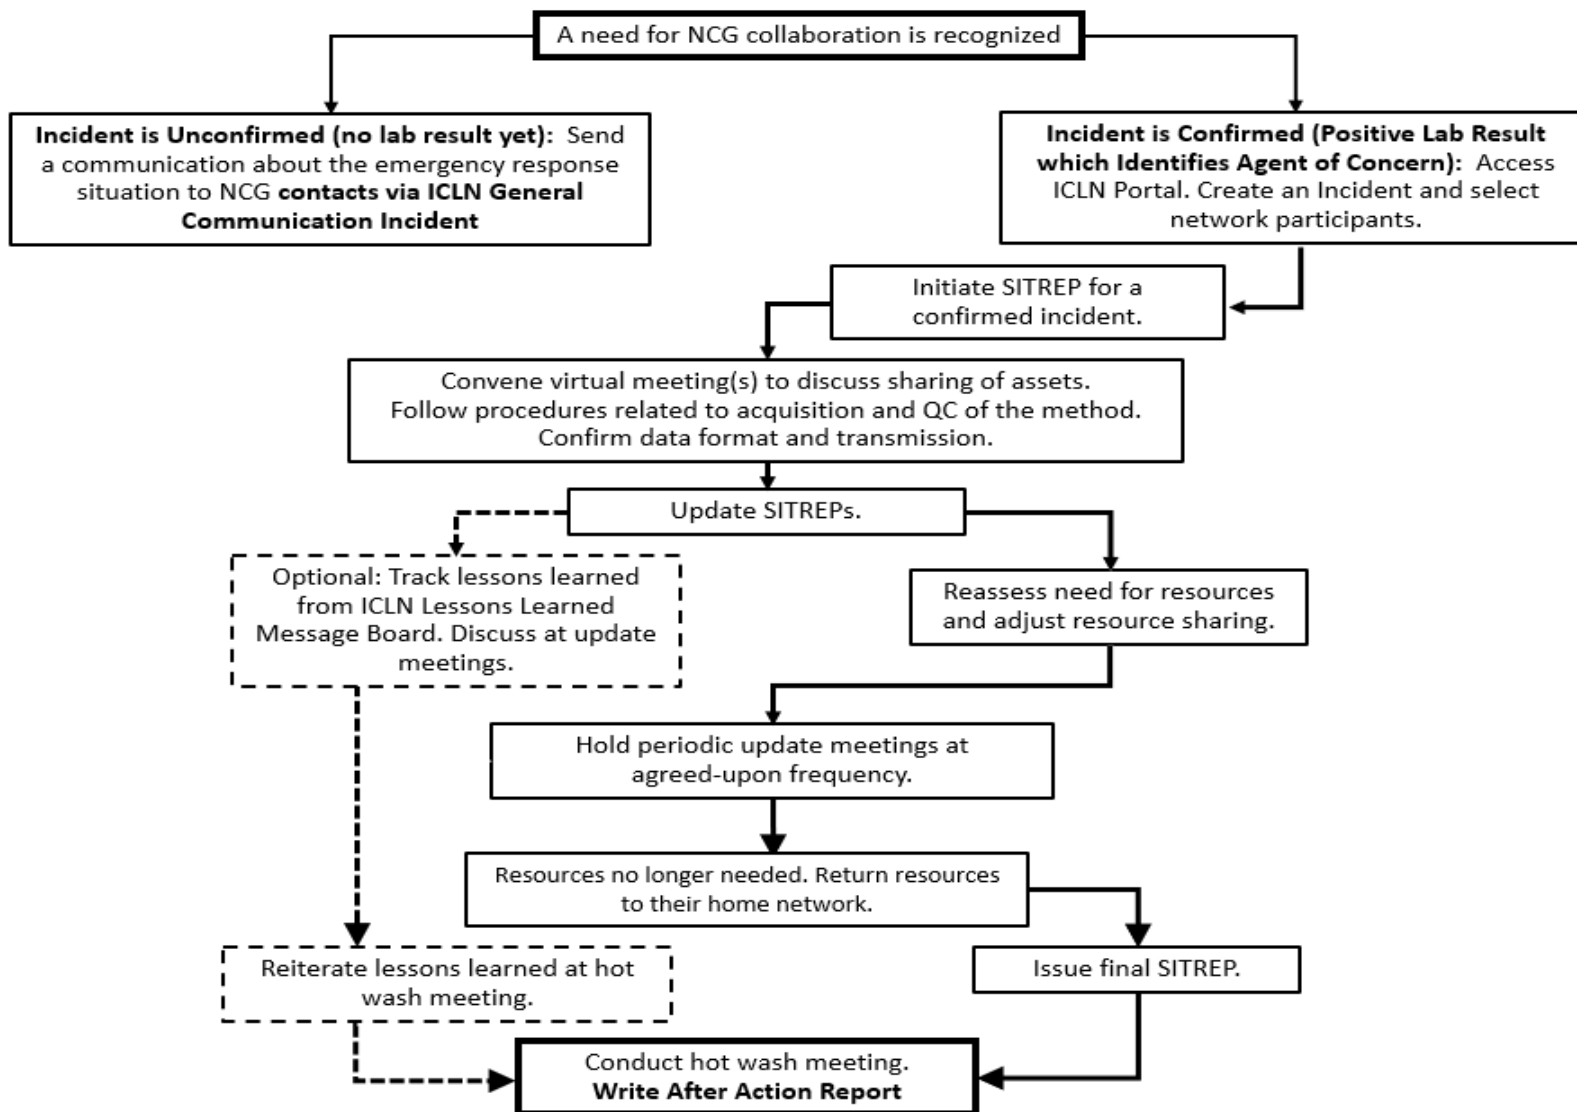 A need for NCG collaboration is recognized
Incident is Unconfirmed (no lab result yet): Send
a communication about the emergency response
situation to NCG contacts via ICLN General
Communication Incident
Incident is Confirmed (Positive Lab Result
which Identifies Agent of Concern): Access
ICLN Portal. Create an Incident and select
network participants.
Initiate SITREP for a
confirmed incident.
Convene virtual meeting(s) to discuss sharing of assets.
Follow procedures related to acquisition and QC of the method.
Confirm data format and transmission.
Update SITREPs.
Optional: Track lessons learned
from ICLN Lessons Learned
Message Board. Discuss at update
meetings.
Reassess need for resources
and adjust resource sharing.
Hold periodic update meetings at
agreed-upon frequency.
Resources no longer needed. Return resources
to their home network.
Reiterate lessons learned at hot
wash meeting.
Issue final SITREP.
Conduct hot wash meeting.
Write After Action Report